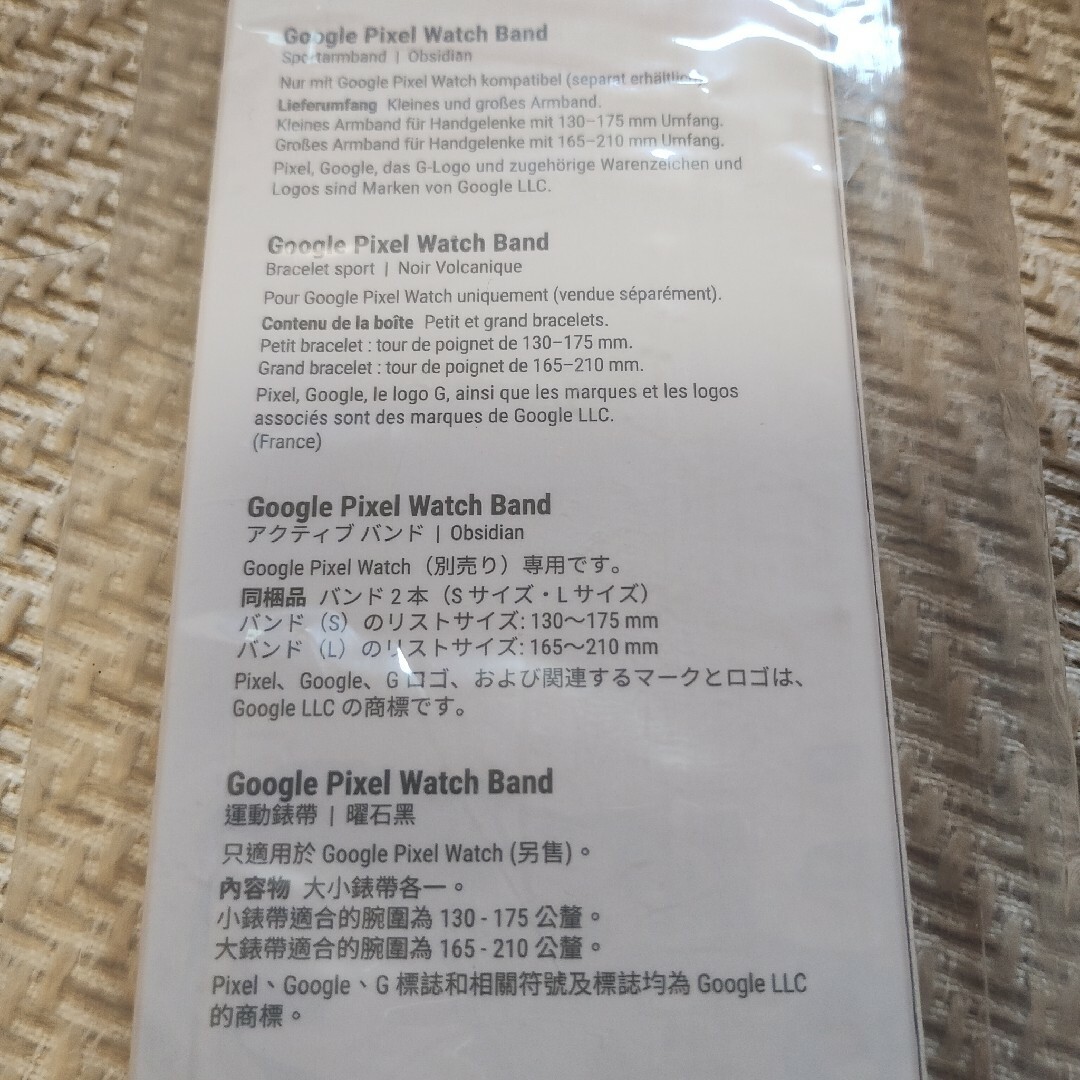 Google Pixel Watch Band
Sportarmband | Obsidian
Nur mit Google Pixel Watch kompatibel (separat erhältlich)
Lieferumfang Kleines und großes Armband.
Kleines Armband für Handgelenke mit 130–175 mm Umfang.
Großes Armband für Handgelenke mit 165–210 mm Umfang.
Pixel, Google, das G-Logo und zugehörige Warenzeichen und
Logos sind Marken von Google LLC.
Google Pixel Watch Band
Bracelet sport | Noir Volcanique
Pour Google Pixel Watch uniquement (vendue séparément).
Contenu de la boîte Petit et grand bracelets.
Petit bracelet : tour de poignet de 130–175 mm.
Grand bracelet : tour de poignet de 165–210 mm.
Pixel, Google, le logo G, ainsi que les marques et les logos
associés sont des marques de Google LLC.
(France)
Google Pixel Watch Band
アクティブ バンド | Obsidian
Google Pixel Watch（別売り）専用です。
同梱品 バンド 2 本（S サイズ・L サイズ）
バンド（S）のリストサイズ: 130～175 mm
バンド（L）のリストサイズ: 165～210 mm
Pixel、Google、G ロゴ、および関連するマークとロゴは、
Google LLC の商標です。
Google Pixel Watch Band
運動錶帶 | 曜石黑
只適用於 Google Pixel Watch (另售)。
內容物 大小錶帶各一。
小錶帶適合的腕圍為 130 - 175 公釐。
大錶帶適合的腕圍為 165 - 210 公釐。
Pixel、Google、G 標誌和相關符號及標誌均為 Google LLC
的商標。